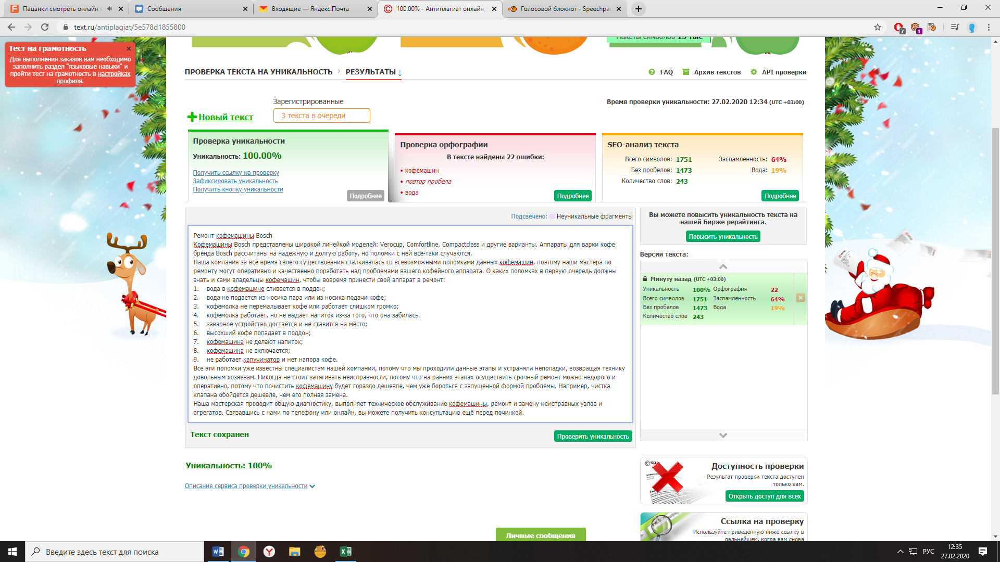 Пацанки смотреть онлайн с
Сообщения
Входящие — Яндекс.Почта
100.00% - Антиплагиат онлайн,
Голосовой блокнот - Speechpad
text.ru/antiplagiat/5e578d1855800
7
1
Пакеты символов 15 тыс
Тест на грамотность
Для выполнения заказов вам необходимо
заполнить раздел "языковые навыки" и
пройти тест на грамотность в настройках
профиля.
ПРОВЕРКА ТЕКСТА НА УНИКАЛЬНОСТЬ > РЕЗУЛЬТАТЫ ↓
FAQ Архив текстов API проверки
Зарегистрированные
Время проверки уникальности: 27.02.2020 12:34 (UTC +03:00)
Новый текст
3 текста в очереди
Проверка уникальности
Уникальность: 100.00%
Получить ссылку на проверку
Зафиксировать уникальность
Получить кнопку уникальности
Подробнее
Проверка орфографии
В тексте найдены 22 ошибки:
• кофемашин
• повтор пробела
• вода
Подробнее
SEO-анализ текста
Всего символов: 1751 Заспамленность: 64%
Без пробелов: 1473 Вода: 19%
Количество слов: 243
Подробнее
Подсвечено: Неуникальные фрагменты
Ремонт кофемашины Bosch
Кофемашины Bosch представлены широкой линейкой моделей: Verocup, Comfortline, Compactclass и другие варианты. Аппараты для варки кофе
бренда Bosch рассчитаны на надежную и долгую работу, но поломки с ней всё-таки случаются.
Наша компания за всё время своего существования сталкивалась со всевозможными поломками данных кофемашин, поэтому наши мастера по
ремонту могут оперативно и качественно поработать над проблемами вашего кофейного аппарата. О каких поломках в первую очередь должны
знать и сами владельцы кофемашин, чтобы вовремя принести свой аппарат в ремонт:
1. вода в кофемашине сливается в поддон;
2. вода не подается из носика пара или из носика подачи кофе;
3. кофемолка не перемалывает кофе или работает слишком громко;
4. кофемолка работает, но не выдает напиток из-за того, что она забилась.
5. заварное устройство достаётся и не ставится на место;
6. высохший кофе попадает в поддон;
7. кофемашина не делают напиток;
8. кофемашина не включается;
9. не работает капучинатор и нет напора кофе.
Все эти поломки уже известны специалистам нашей компании, потому что мы проходили данные этапы и устраняли неполадки, возвращая технику
довольным хозяевам. Никогда не стоит затягивать неисправности, потому что на ранних этапах осуществить срочный ремонт можно недорого и
оперативно, потому что почистить кофемашину будет гораздо дешевле, чем уже бороться с запущенной формой проблемы. Например, чистка
клапана обойдется дешевле, чем его полная замена.
Наша мастерская проводит общую диагностику, выполняет техническое обслуживание кофемашины, ремонт и замену неисправных узлов и
агрегатов. Связавшись с нами по телефону или онлайн, вы можете получить консультацию ещё перед починкой.
Текст сохранен
Проверить уникальность
Вы можете повысить уникальность текста на
нашей Бирже рерайтинга.
Повысить уникальность
Версии текста:
Минуту назад (UTC +03:00)
Уникальность 100% Орфография 22
Всего символов 1751 Заспамленность 64%
Без пробелов 1473 Вода 19%
Количество слов 243
Уникальность: 100%
Описание сервиса проверки уникальности
Доступность проверки
Результат проверки текста доступен
только вам.
Открыть доступ для всех
Ссылка на проверку
Используйте приведенную ниже ссылку в
дальнейшем, когда вам снова
Личные сообщения
Введите здесь текст для поиска
РУС
12:35
27.02.2020